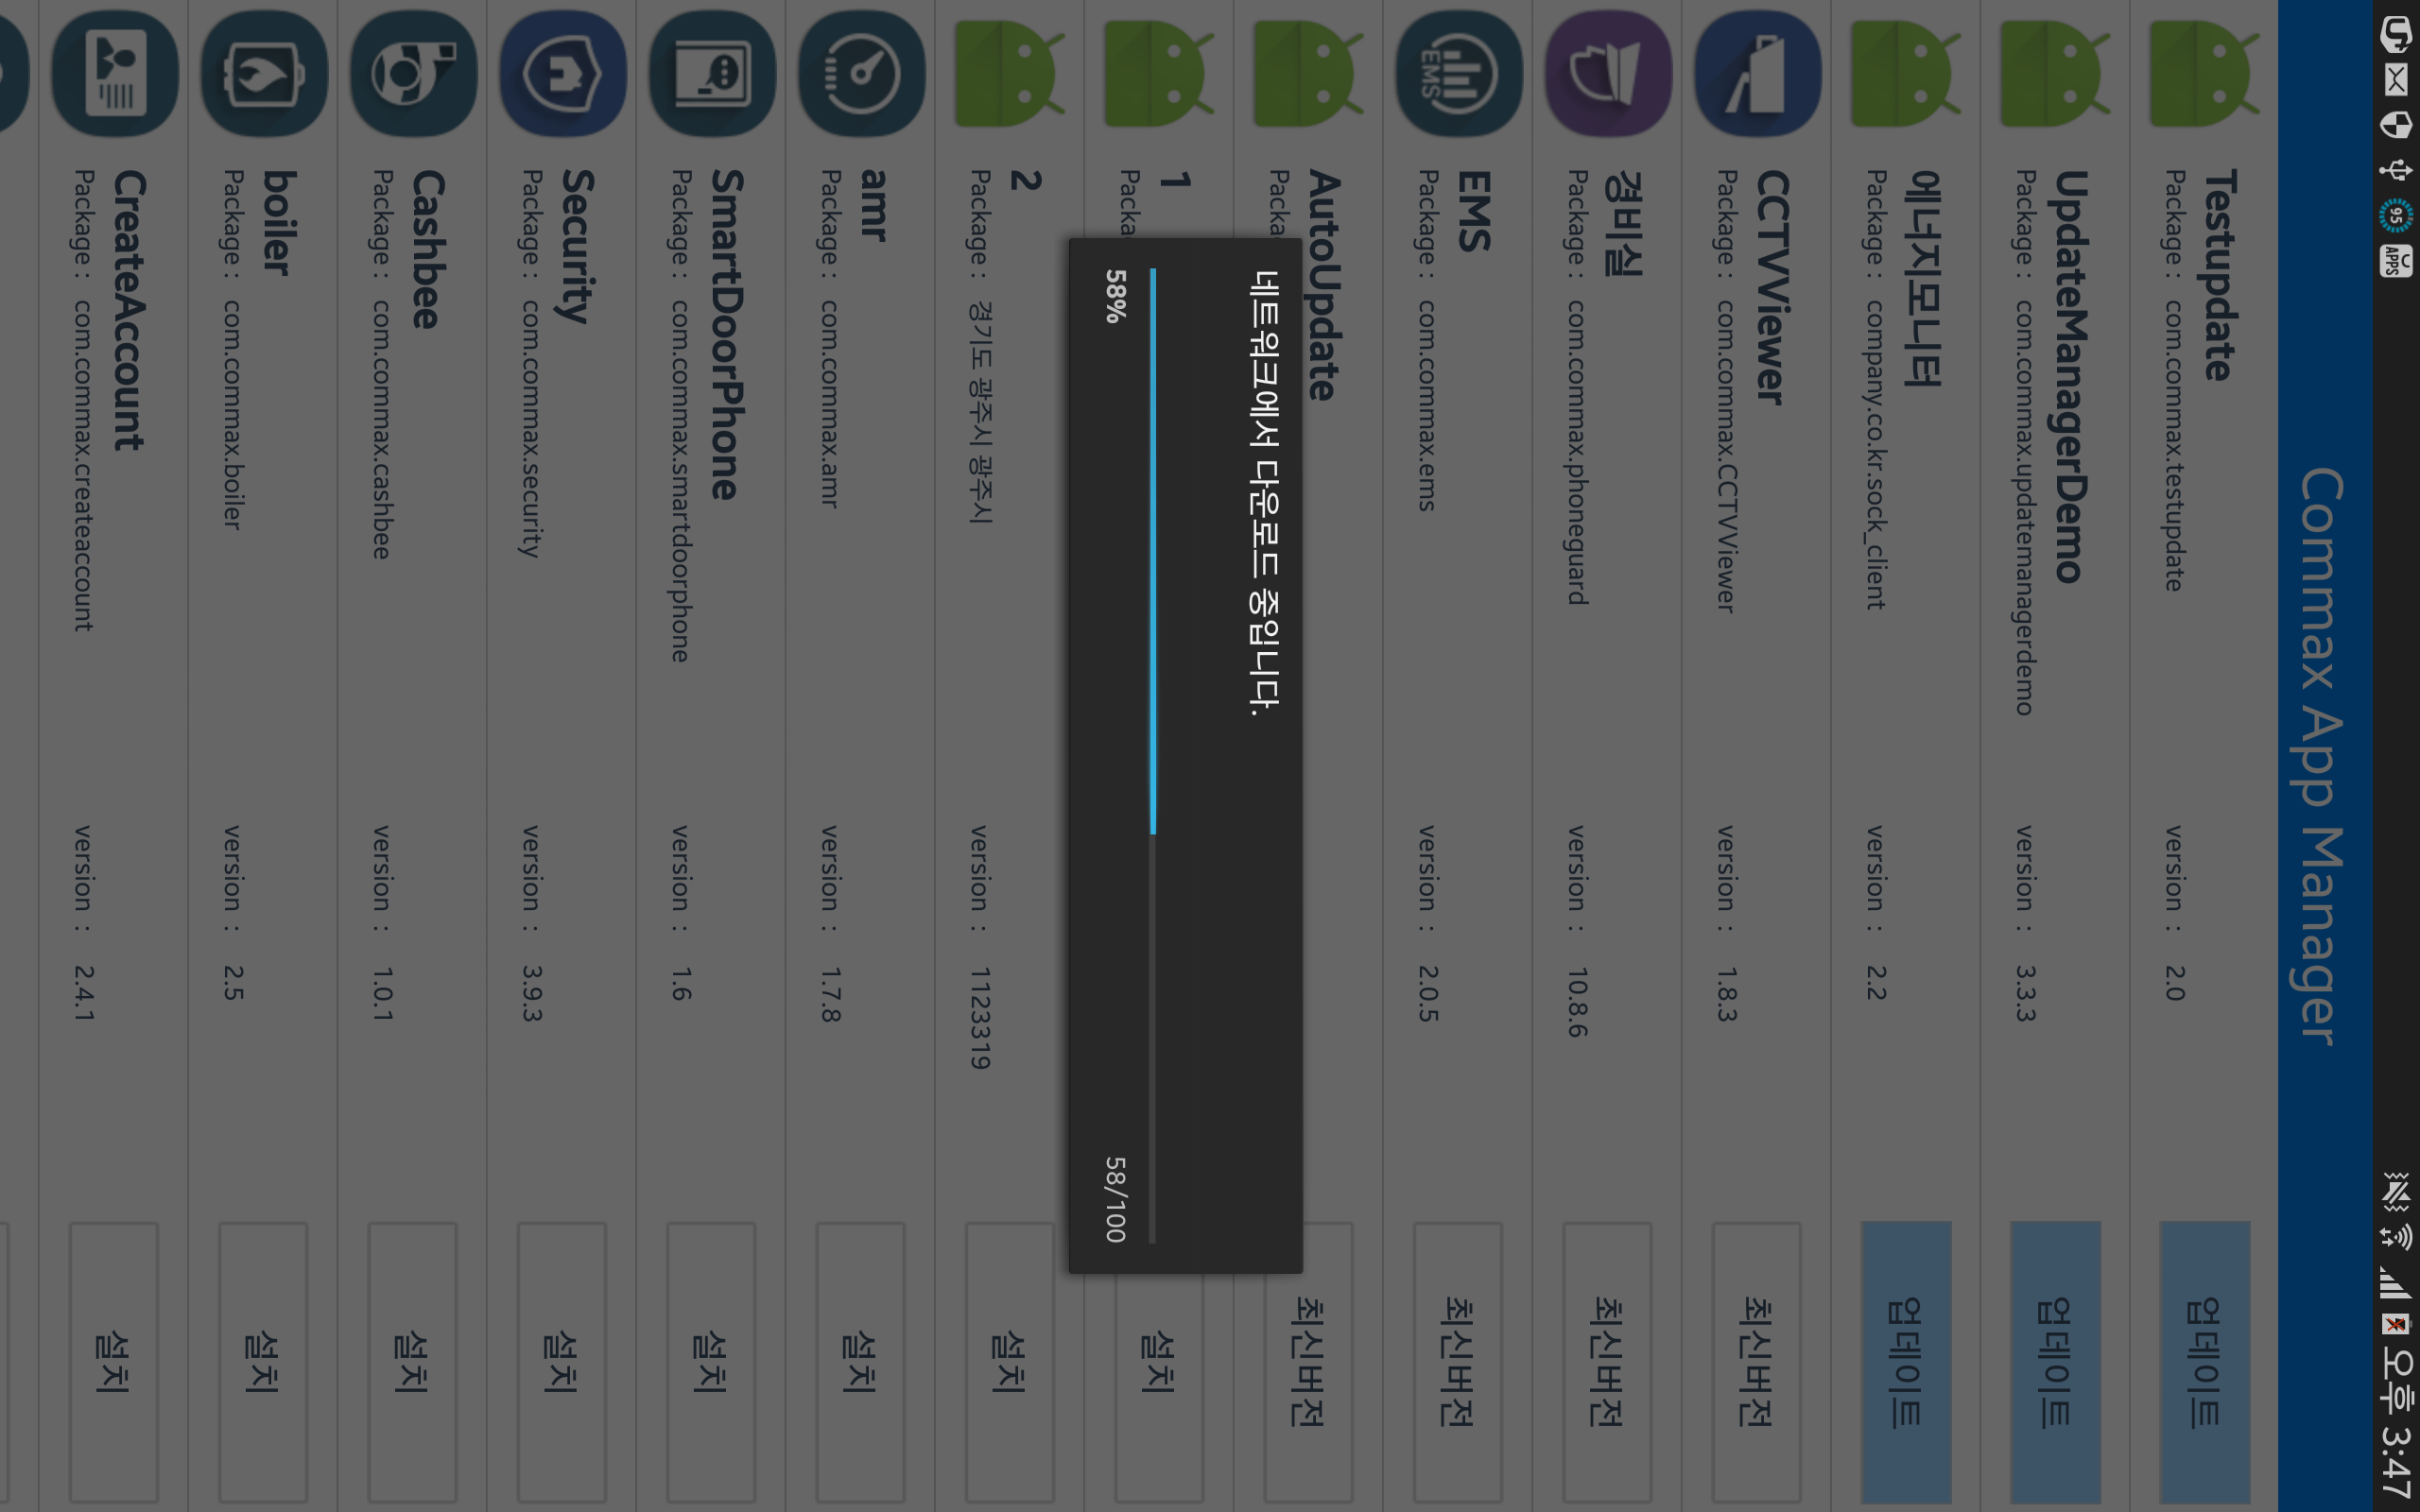 95
APPS
오후 3:47
Commax App Manager
Testupdate
Package : com.commax.testupdate
version : 2.0
업데이트
UpdateManagerDemo
Package : com.commax.updatemanagerdemo
version : 3.3.3
업데이트
에너지모니터
Package : company.co.kr.sock_client
version : 2.2
업데이트
CCTVViewer
Package : com.commax.CCTVViewer
version : 1.8.3
최신버전
경비실
Package : com.commax.phoneguard
version : 10.8.6
최신버전
EMS
EMS
Package : com.commax.ems
version : 2.0.5
최신버전
AutoUpdate
최신버전
네트워크에서 다운로드 중입니다.
58%
58/100
1
설치
2
Package : 경기도 광주시 광주시
version : 1123319
설치
amr
Package : com.commax.amr
version : 1.7.8
설치
SmartDoorPhone
Package : com.commax.smartdoorphone
version : 1.6
설치
Security
Package : com.commax.security
version : 3.9.3
설치
Cashbee
Package : com.commax.cashbee
version : 1.0.1
설치
boiler
Package : com.commax.boiler
version : 2.5
설치
CreateAccount
Package : com.commax.createaccount
version : 2.4.1
설치